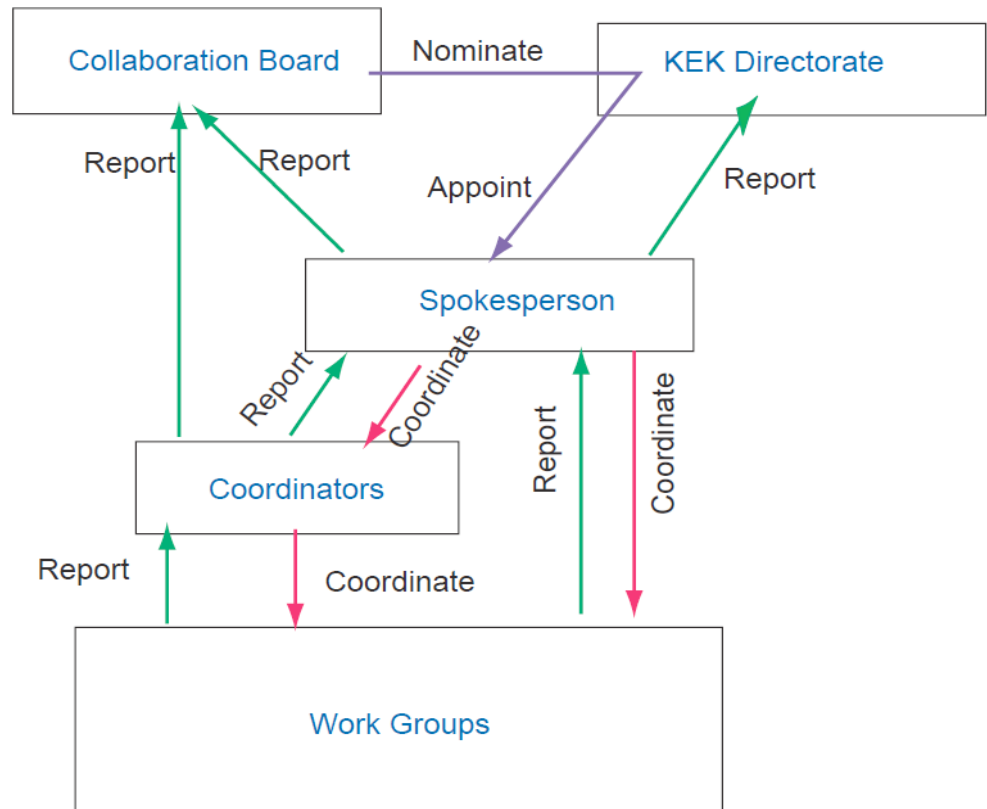 Collaboration Board
Nominate
KEK Directorate
Report
Report
Appoint
Report
Spokesperson
Report
Coordinate
Report
Coordinate
Coordinators
Report
Coordinate
Work Groups